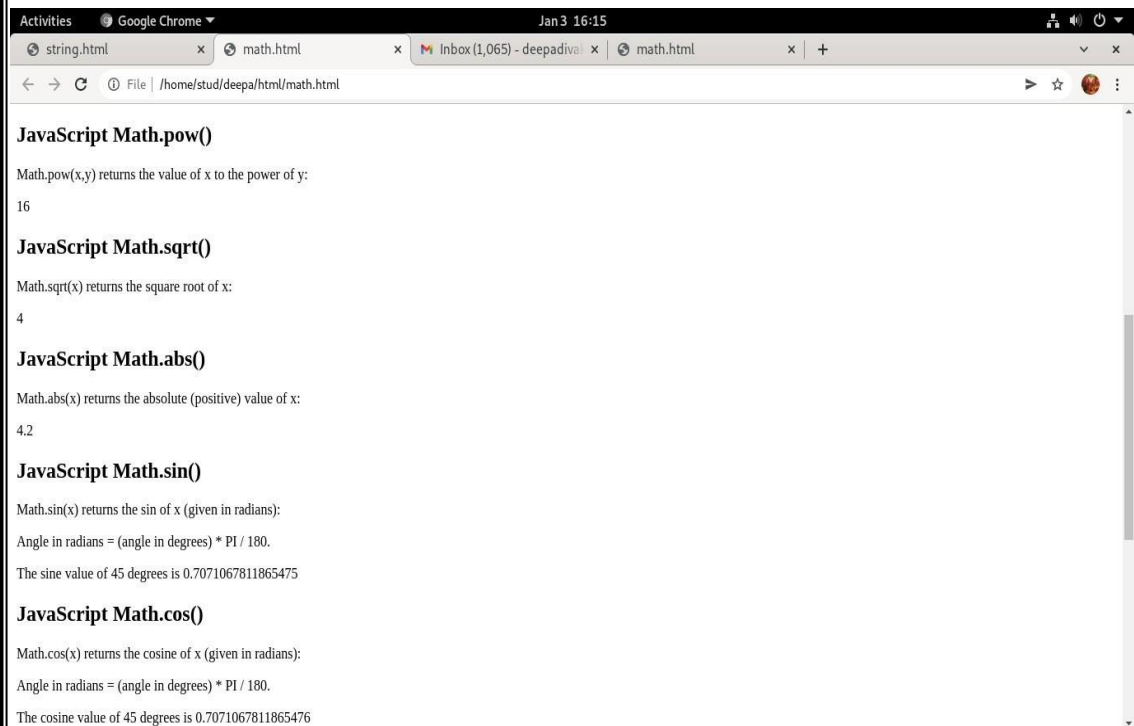 Activities Google Chrome Jan 3 16:15
string.html math.html Inbox (1,065) - deepadival math.html
File /home/stud/deepa/html/math.html
JavaScript Math.pow()
Math.pow(x,y) returns the value of x to the power of y:
16
JavaScript Math.sqrt()
Math.sqrt(x) returns the square root of x:
4
JavaScript Math.abs()
Math.abs(x) returns the absolute (positive) value of x:
4.2
JavaScript Math.sin()
Math.sin(x) returns the sin of x (given in radians):
Angle in radians = (angle in degrees) * PI / 180.
The sine value of 45 degrees is 0.7071067811865475
JavaScript Math.cos()
Math.cos(x) returns the cosine of x (given in radians):
Angle in radians = (angle in degrees) * PI / 180.
The cosine value of 45 degrees is 0.7071067811865476